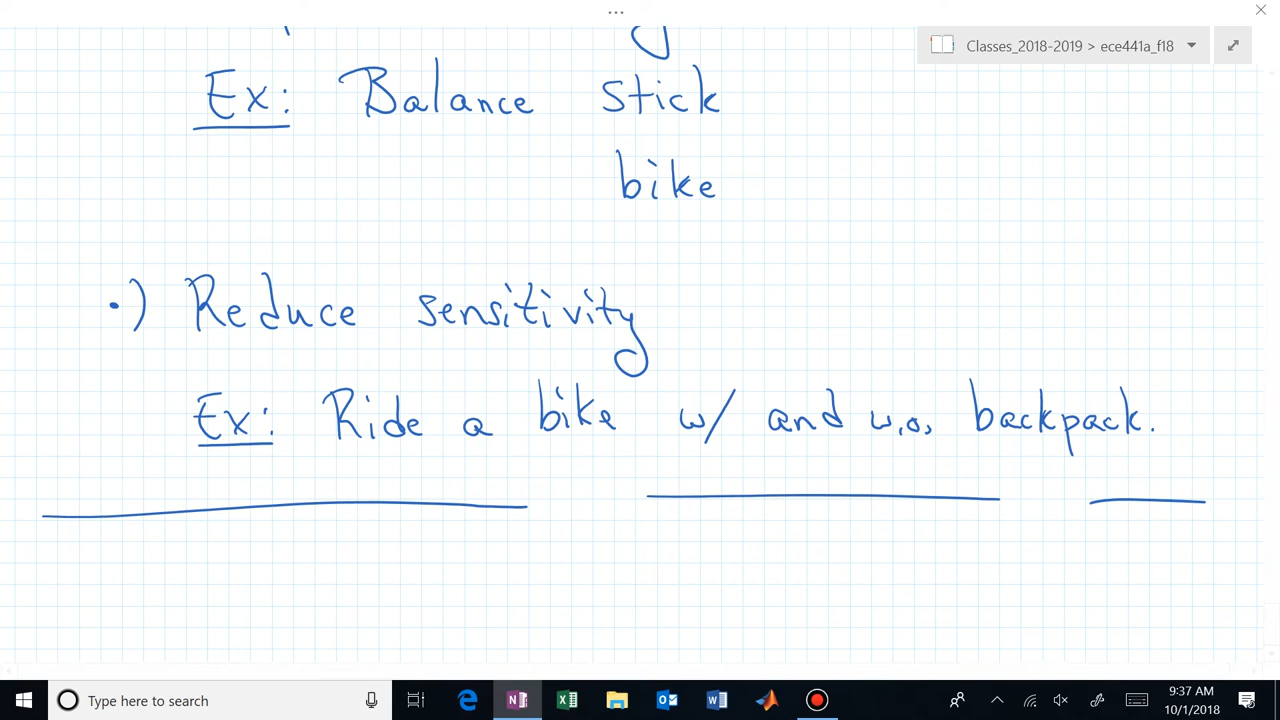 ...
Classes_2018-2019 > ece441a_f18
Ex: Balance stick
bike
•) Reduce sensitivity
Ex: Ride a bike w/ and w.o. backpack.
Type here to search
9:37 AM
10/1/2018